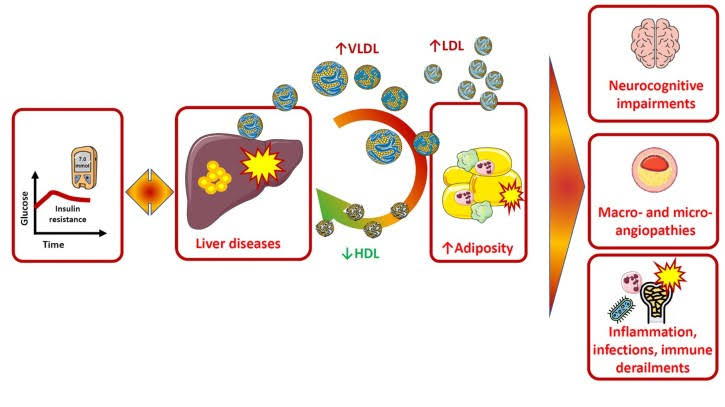 ↑VLDL
↑LDL
7.0
mmol
Glucose
Insulin
resistance
Time
Liver diseases
↓HDL
↑Adiposity
Neurocognitive
impairments
Macro- and micro-
angiopathies
Inflammation,
infections, immune
derailments